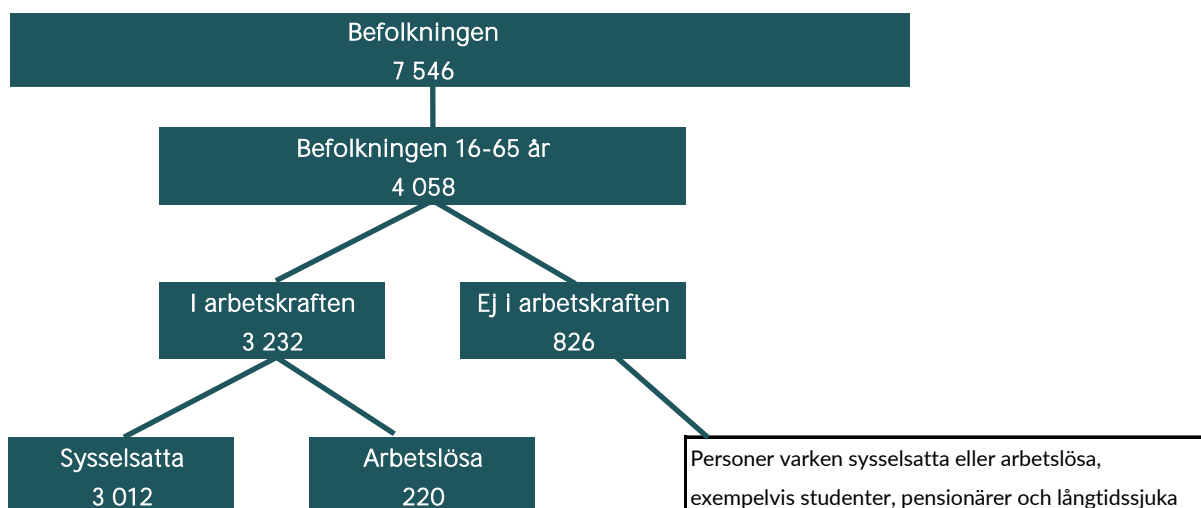 Befolkningen
7 546
Befolkningen 16-65 år
4 058
I arbetskraften
3 232
Ej i arbetskraften
826
Sysselsatta
3 012
Arbetslösa
220
Personer varken sysselsatta eller arbetslösa,
exempelvis studenter, pensionärer och långtidssjuka